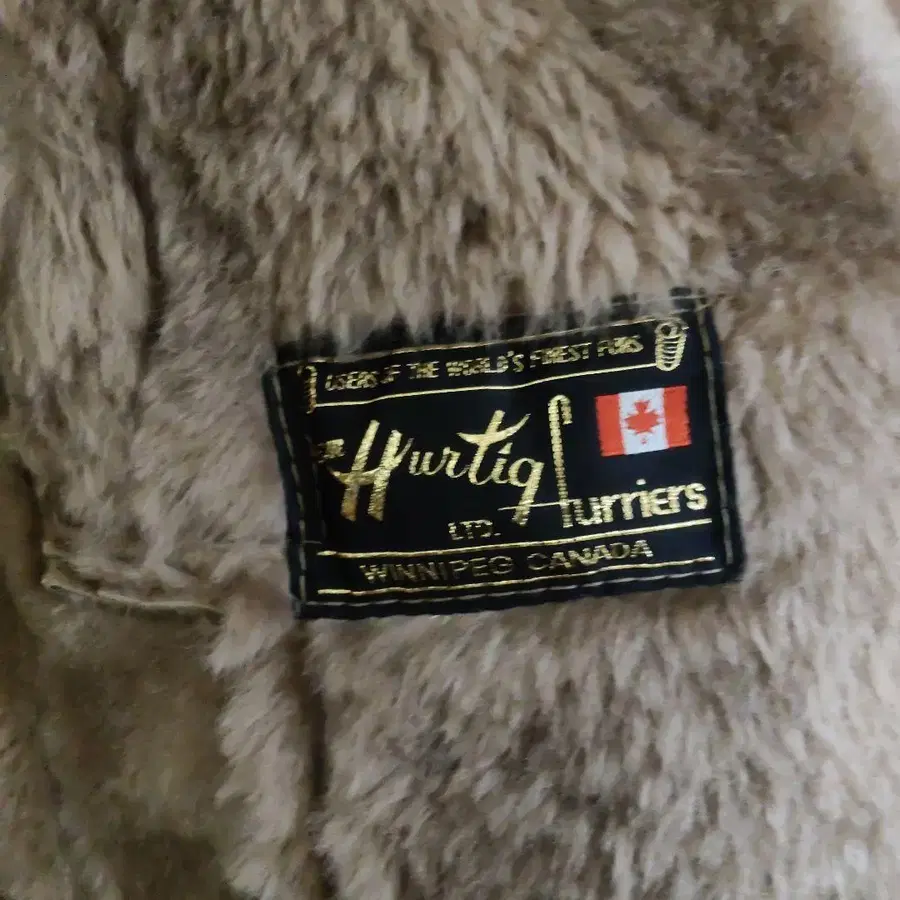 USERS OF THE WORLD'S FINEST FURS
Hurtig furriers
LTD.
WINNIPEG CANADA